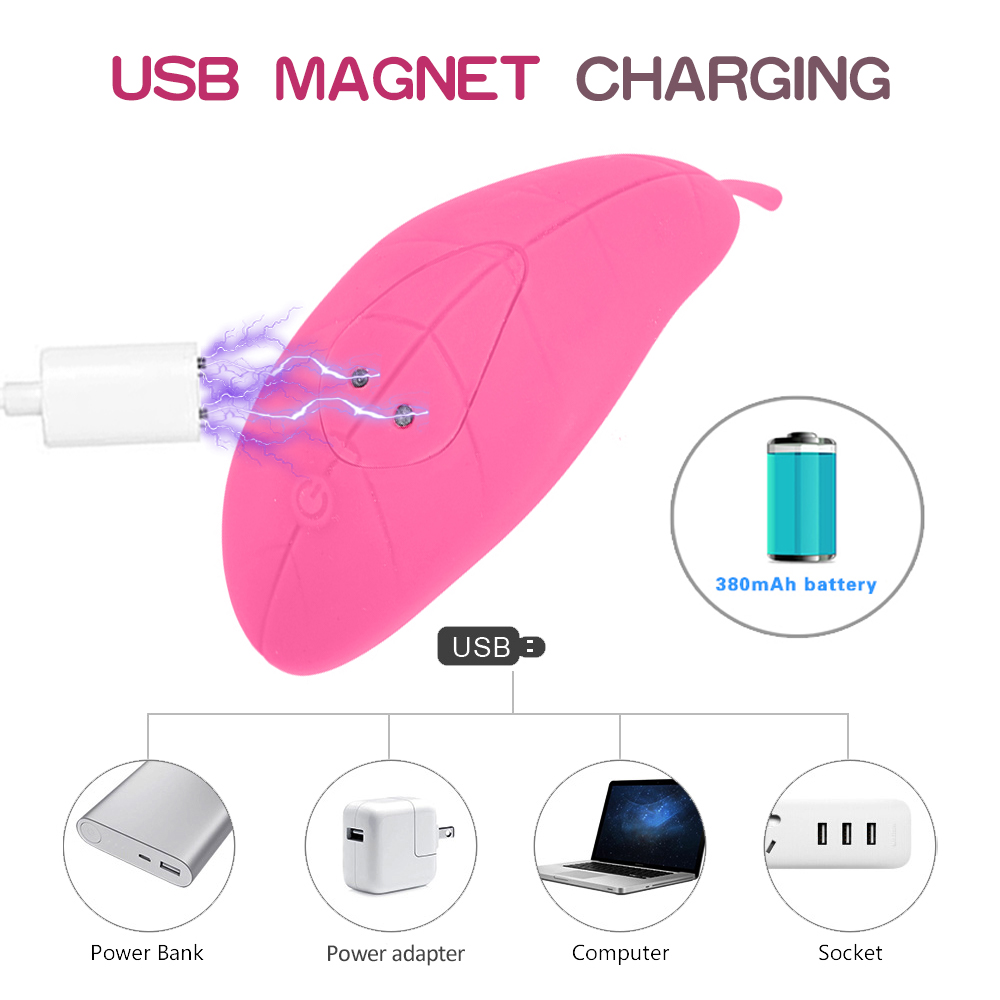 USB MAGNET CHARGING
380mAh battery
USB
Power Bank
Power adapter
Computer
Socket